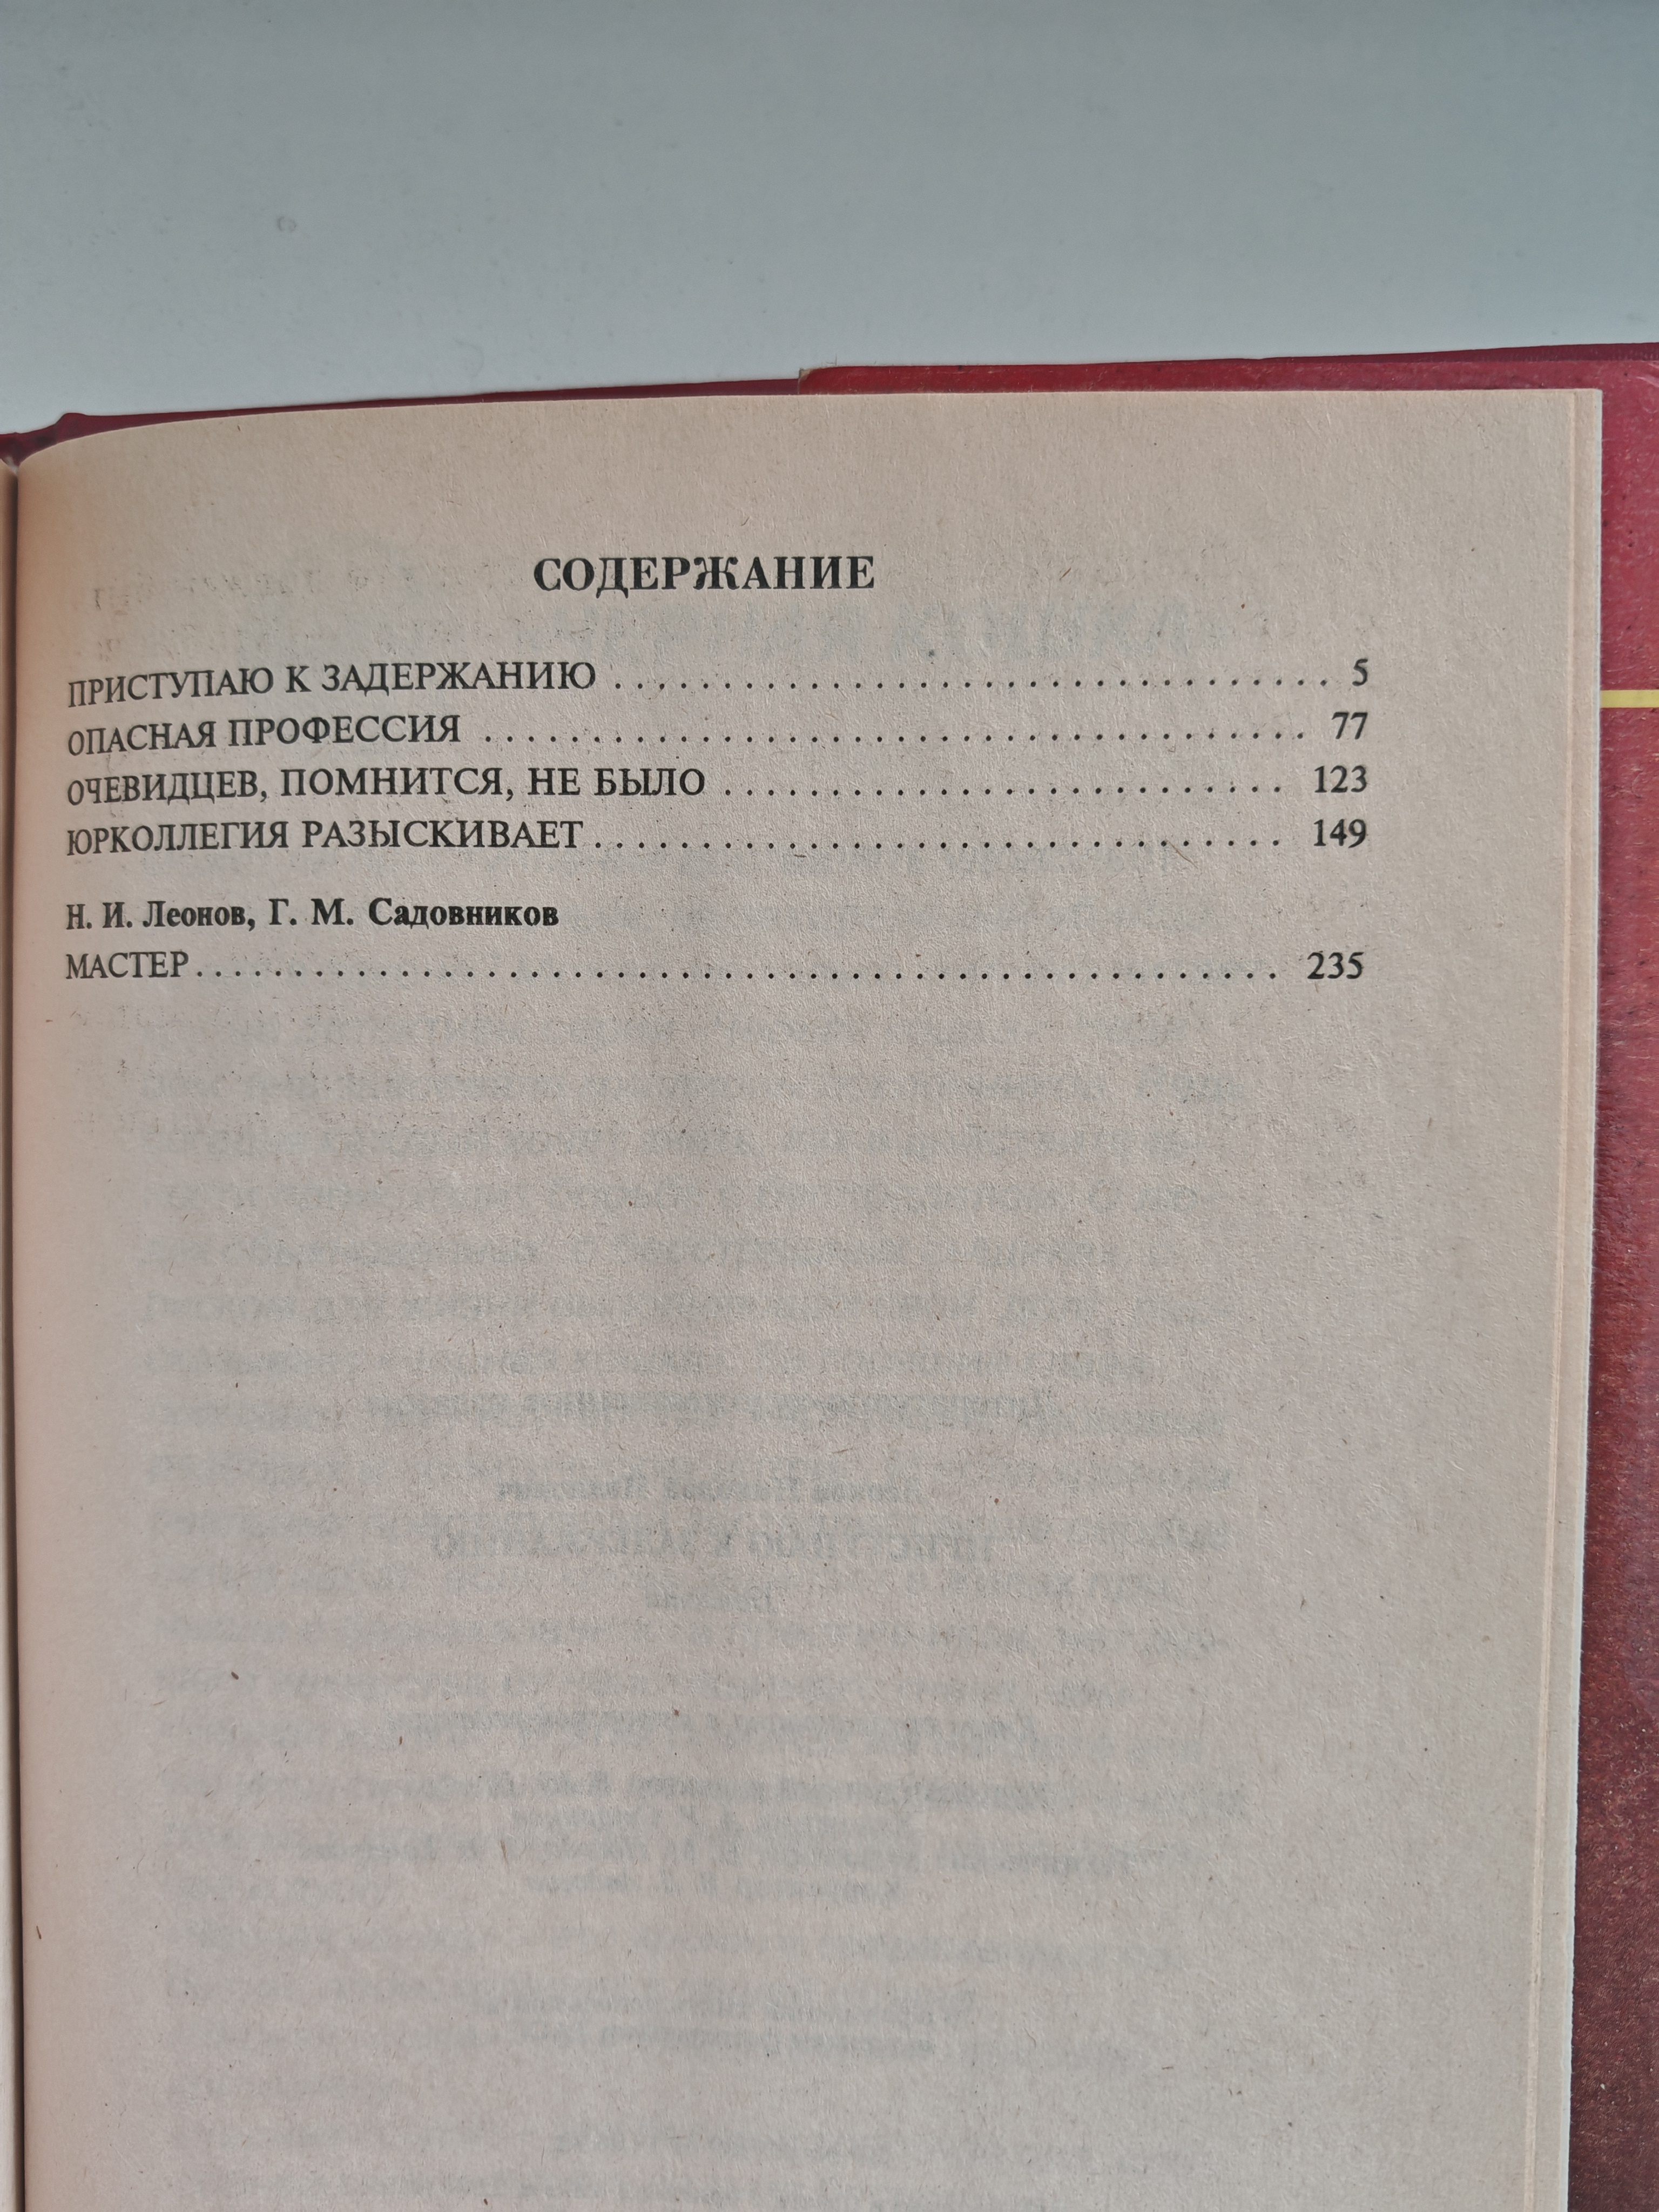 СОДЕРЖАНИЕ
ПРИСТУПАЮ К ЗАДЕРЖАНИЮ . . . . . . . . . . . . . . . . . . . . . . . . . . . . . . . . . 5
ОПАСНАЯ ПРОФЕССИЯ . . . . . . . . . . . . . . . . . . . . . . . . . . . . . . . . . . . . . . 77
ОЧЕВИДЦЕВ, ПОМНИТСЯ, НЕ БЫЛО . . . . . . . . . . . . . . . . . . . . . . . . . . 123
ЮРКОЛЛЕГИЯ РАЗЫСКИВАЕТ . . . . . . . . . . . . . . . . . . . . . . . . . . . . . . . . 149
Н. И. Леонов, Г. М. Садовников
МАСТЕР . . . . . . . . . . . . . . . . . . . . . . . . . . . . . . . . . . . . . . . . . . . . . . . . . . 235